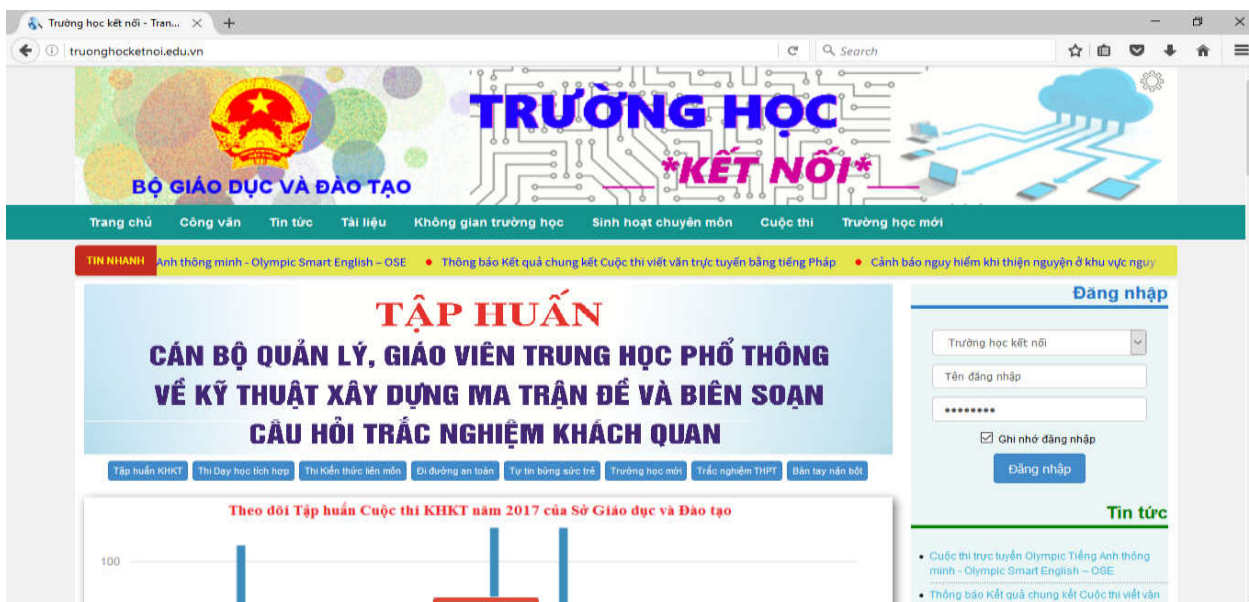 Trường học kết nối - Tran...
truonghocketnoi.edu.vn
Search
BỘ GIÁO DỤC VÀ ĐÀO TẠO
TRƯỜNG HỌC
*KẾT NỐI*
Trang chủ Công văn Tin tức Tài liệu Không gian trường học Sinh hoạt chuyên môn Cuộc thi Trường học mới
TIN NHANH Anh thông minh - Olympic Smart English – OSE • Thông báo Kết quả chung kết Cuộc thi viết văn trực tuyến bằng tiếng Pháp • Cảnh báo nguy hiểm khi thiện nguyện ở khu vực nguy
TẬP HUẤN
CÁN BỘ QUẢN LÝ, GIÁO VIÊN TRUNG HỌC PHỔ THÔNG
VỀ KỸ THUẬT XÂY DỰNG MA TRẬN ĐỀ VÀ BIÊN SOẠN
CÂU HỎI TRẮC NGHIỆM KHÁCH QUAN
Tập huấn KHKT Thi Dạy học tích hợp Thi Kiến thức liên môn Đi đường an toàn Tự tin bừng sức trẻ Trường học mới Trắc nghiệm THPT Bàn tay nặn bột
Theo dõi Tập huấn Cuộc thi KHKT năm 2017 của Sở Giáo dục và Đào tạo
100
Đăng nhập
Trường học kết nối
Tên đăng nhập
••••••••
Ghi nhớ đăng nhập
Đăng nhập
Tin tức
• Cuộc thi trực tuyến Olympic Tiếng Anh thông
minh - Olympic Smart English – OSE
• Thông báo Kết quả chung kết Cuộc thi viết văn